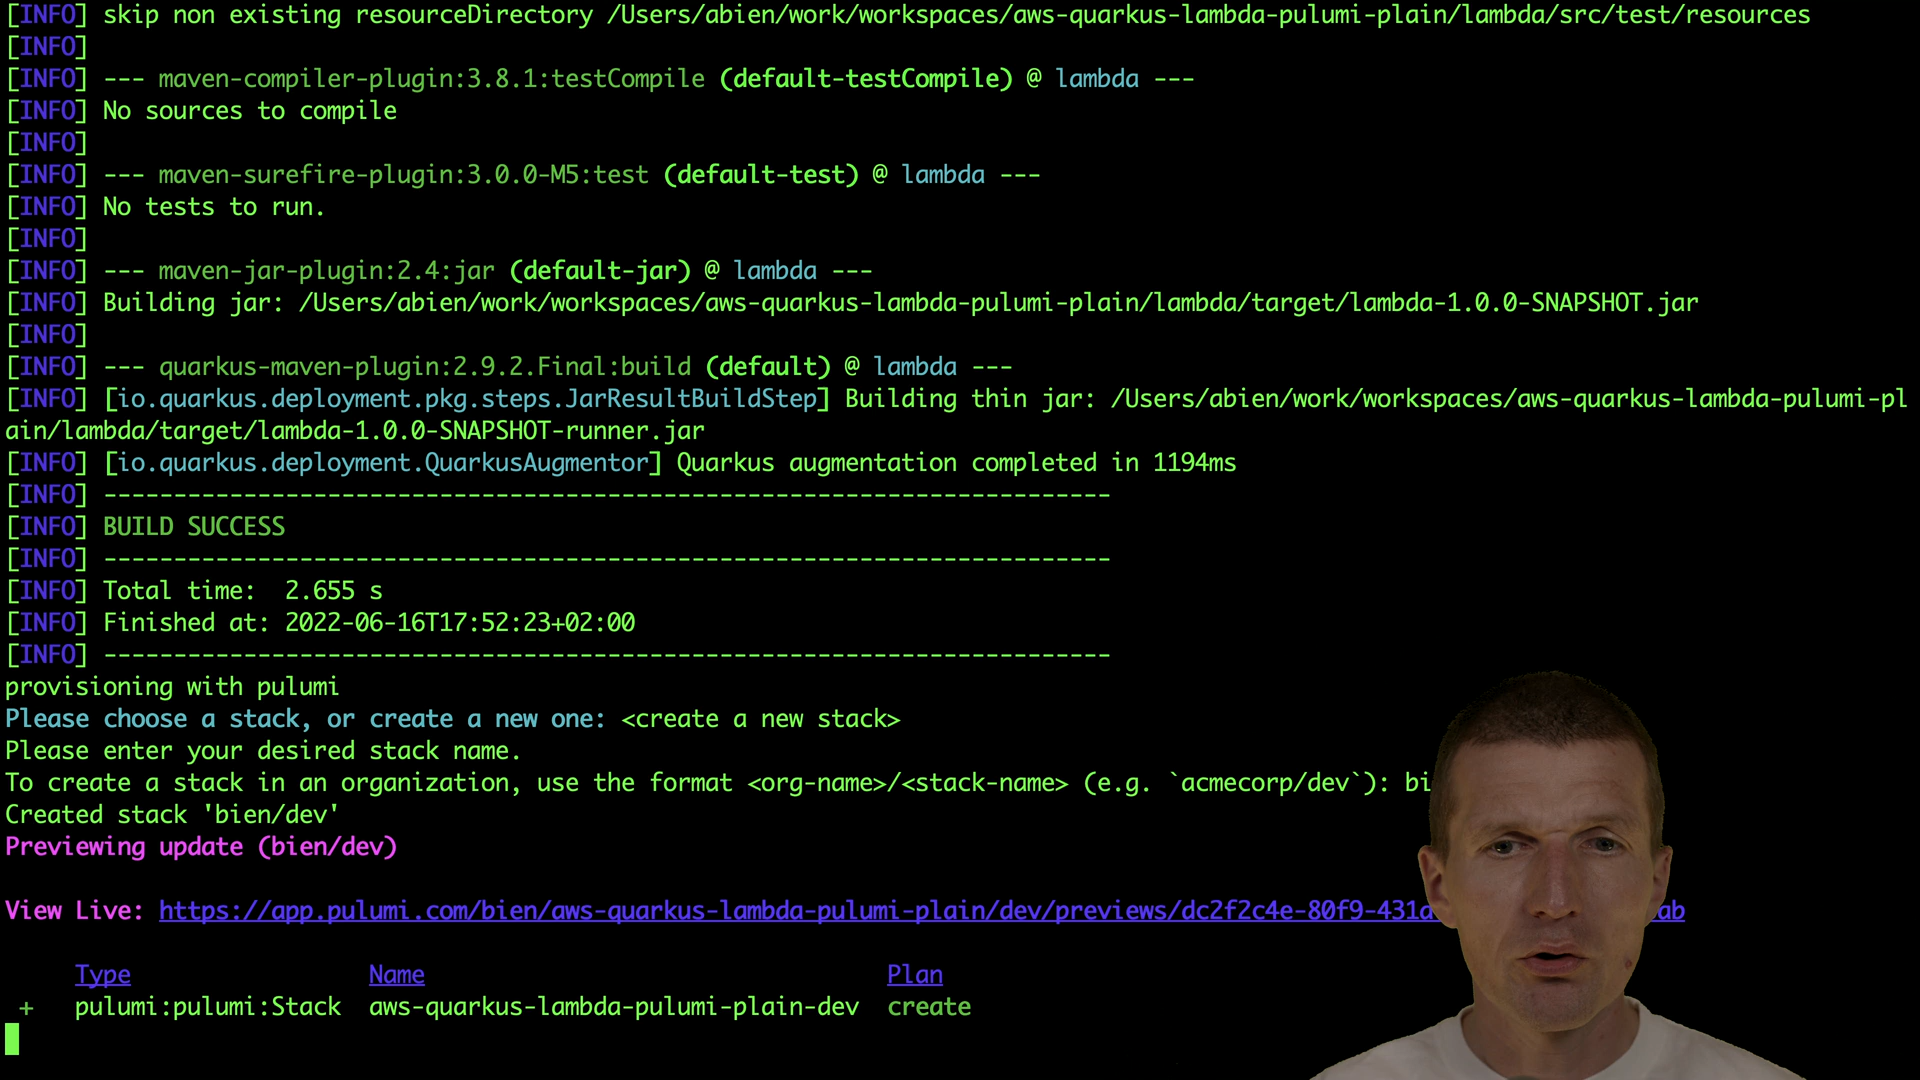 [INFO] skip non existing resourceDirectory /Users/abien/work/workspaces/aws-quarkus-lambda-pulumi-plain/lambda/src/test/resources
[INFO]
[INFO] --- maven-compiler-plugin:3.8.1:testCompile (default-testCompile) @ lambda ---
[INFO] No sources to compile
[INFO]
[INFO] --- maven-surefire-plugin:3.0.0-M5:test (default-test) @ lambda ---
[INFO] No tests to run.
[INFO]
[INFO] --- maven-jar-plugin:2.4:jar (default-jar) @ lambda ---
[INFO] Building jar: /Users/abien/work/workspaces/aws-quarkus-lambda-pulumi-plain/lambda/target/lambda-1.0.0-SNAPSHOT.jar
[INFO]
[INFO] --- quarkus-maven-plugin:2.9.2.Final:build (default) @ lambda ---
[INFO] [io.quarkus.deployment.pkg.steps.JarResultBuildStep] Building thin jar: /Users/abien/work/workspaces/aws-quarkus-lambda-pulumi-pl
ain/lambda/target/lambda-1.0.0-SNAPSHOT-runner.jar
[INFO] [io.quarkus.deployment.QuarkusAugmentor] Quarkus augmentation completed in 1194ms
[INFO] ------------------------------------------------------------------------
[INFO] BUILD SUCCESS
[INFO] ------------------------------------------------------------------------
[INFO] Total time:  2.655 s
[INFO] Finished at: 2022-06-16T17:52:23+02:00
[INFO] ------------------------------------------------------------------------
provisioning with pulumi
Please choose a stack, or create a new one: <create a new stack>
Please enter your desired stack name.
To create a stack in an organization, use the format <org-name>/<stack-name> (e.g. `acmecorp/dev`): bi
Created stack 'bien/dev'
Previewing update (bien/dev)
View Live: https://app.pulumi.com/bien/aws-quarkus-lambda-pulumi-plain/dev/previews/dc2f2c4e-80f9-431a ab
Type Name Plan
+ pulumi:pulumi:Stack aws-quarkus-lambda-pulumi-plain-dev create